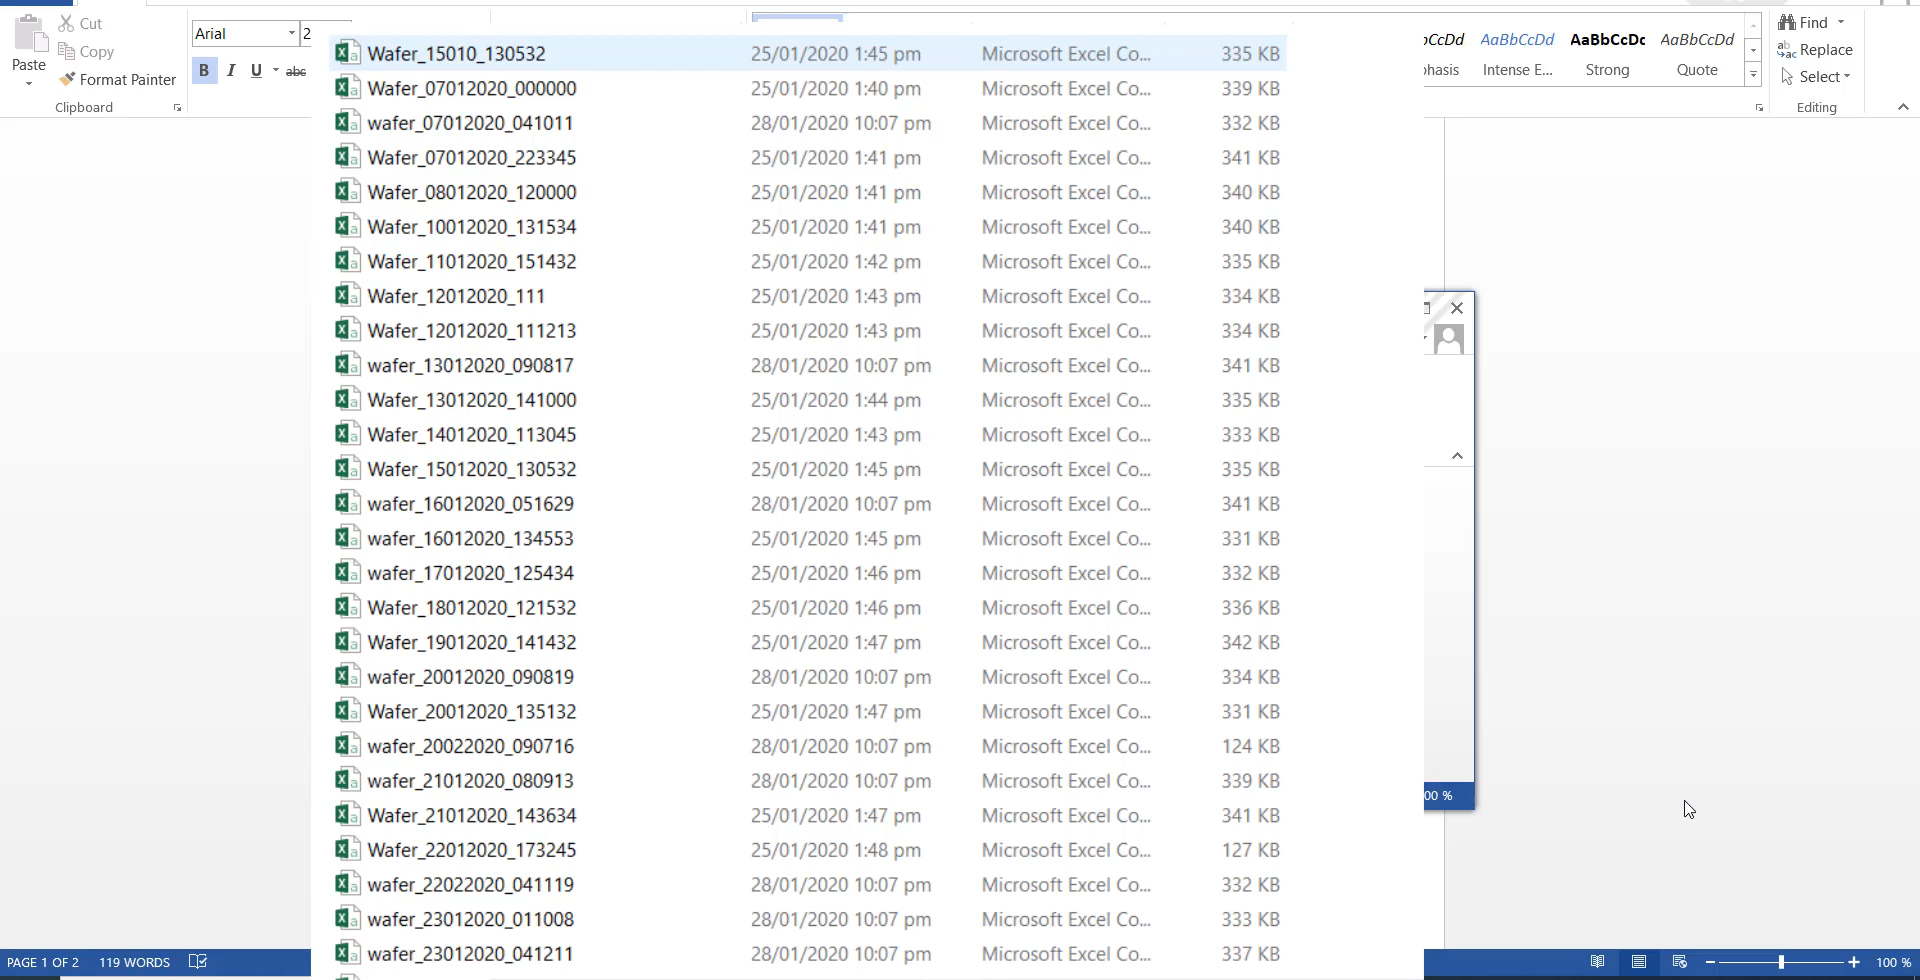 Cut
Copy
Paste
Format Painter
Clipboard
Arial 2
B I U abc
Wafer_15010_130532 25/01/2020 1:45 pm Microsoft Excel Co... 335 KB
Wafer_07012020_000000 25/01/2020 1:40 pm Microsoft Excel Co... 339 KB
wafer_07012020_041011 28/01/2020 10:07 pm Microsoft Excel Co... 332 KB
Wafer_07012020_223345 25/01/2020 1:41 pm Microsoft Excel Co... 341 KB
Wafer_08012020_120000 25/01/2020 1:41 pm Microsoft Excel Co... 340 KB
Wafer_10012020_131534 25/01/2020 1:41 pm Microsoft Excel Co... 340 KB
Wafer_11012020_151432 25/01/2020 1:42 pm Microsoft Excel Co... 335 KB
Wafer_12012020_111 25/01/2020 1:43 pm Microsoft Excel Co... 334 KB
Wafer_12012020_111213 25/01/2020 1:43 pm Microsoft Excel Co... 334 KB
wafer_13012020_090817 28/01/2020 10:07 pm Microsoft Excel Co... 341 KB
Wafer_13012020_141000 25/01/2020 1:44 pm Microsoft Excel Co... 335 KB
Wafer_14012020_113045 25/01/2020 1:43 pm Microsoft Excel Co... 333 KB
Wafer_15012020_130532 25/01/2020 1:45 pm Microsoft Excel Co... 335 KB
wafer_16012020_051629 28/01/2020 10:07 pm Microsoft Excel Co... 341 KB
wafer_16012020_134553 25/01/2020 1:45 pm Microsoft Excel Co... 331 KB
wafer_17012020_125434 25/01/2020 1:46 pm Microsoft Excel Co... 332 KB
Wafer_18012020_121532 25/01/2020 1:46 pm Microsoft Excel Co... 336 KB
Wafer_19012020_141432 25/01/2020 1:47 pm Microsoft Excel Co... 342 KB
wafer_20012020_090819 28/01/2020 10:07 pm Microsoft Excel Co... 334 KB
Wafer_20012020_135132 25/01/2020 1:47 pm Microsoft Excel Co... 331 KB
wafer_20022020_090716 28/01/2020 10:07 pm Microsoft Excel Co... 124 KB
wafer_21012020_080913 28/01/2020 10:07 pm Microsoft Excel Co... 339 KB
Wafer_21012020_143634 25/01/2020 1:47 pm Microsoft Excel Co... 341 KB
Wafer_22012020_173245 25/01/2020 1:48 pm Microsoft Excel Co... 127 KB
wafer_22022020_041119 28/01/2020 10:07 pm Microsoft Excel Co... 332 KB
wafer_23012020_011008 28/01/2020 10:07 pm Microsoft Excel Co... 333 KB
wafer_23012020_041211 28/01/2020 10:07 pm Microsoft Excel Co... 337 KB
CcDd AaBbCcDd AaBbCcDc AaBbCcDd
hasis Intense E... Strong Quote
Find
Replace
Select
Editing
00 %
PAGE 1 OF 2 119 WORDS 100 %